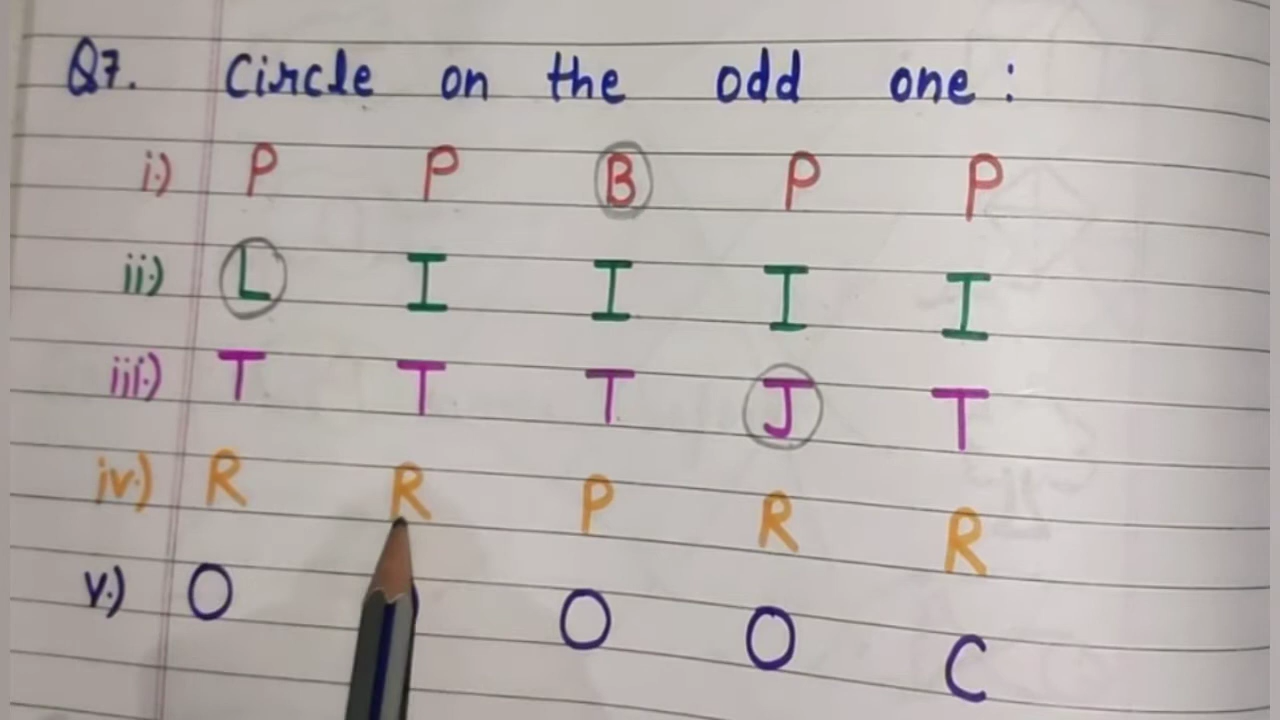 Q7. Circle on the odd one :
i) P P B P P
ii) L I I I I
iii) T T T J T
iv.) R R P R R
v.) O O O C